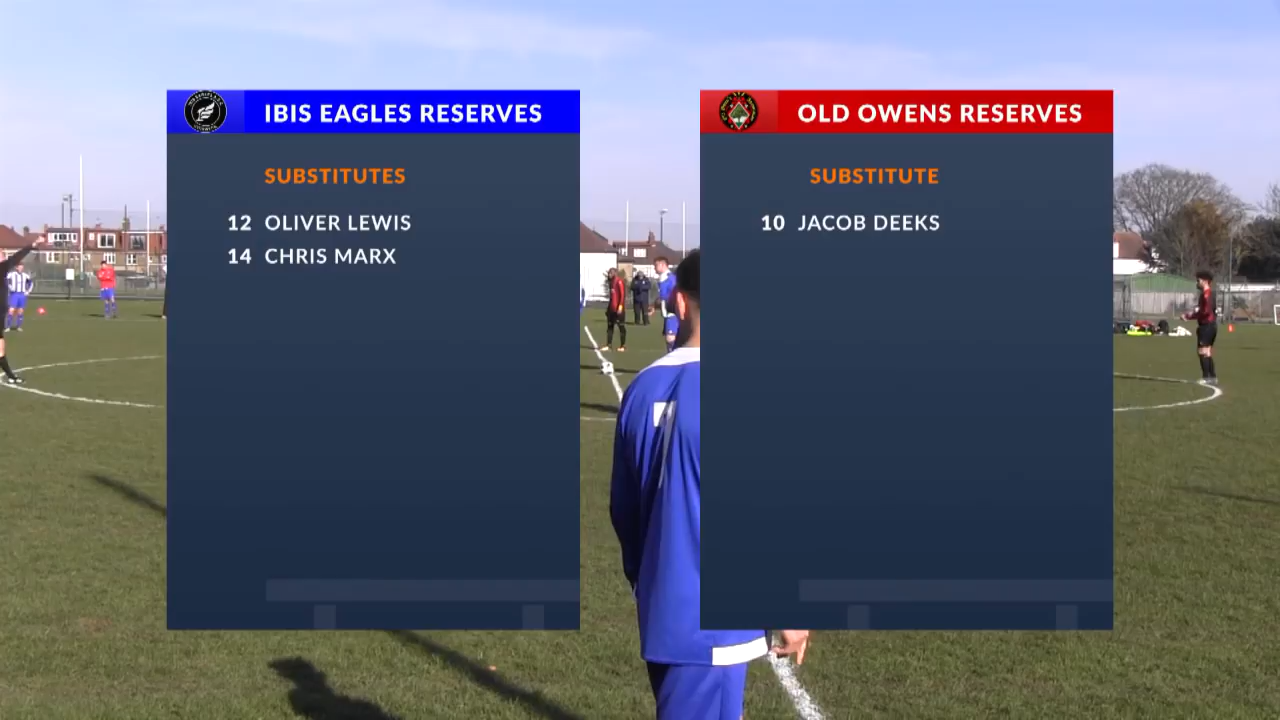 IBIS EAGLES RESERVES
SUBSTITUTES
12 OLIVER LEWIS
14 CHRIS MARX
OLD OWENS RESERVES
SUBSTITUTE
10 JACOB DEEKS